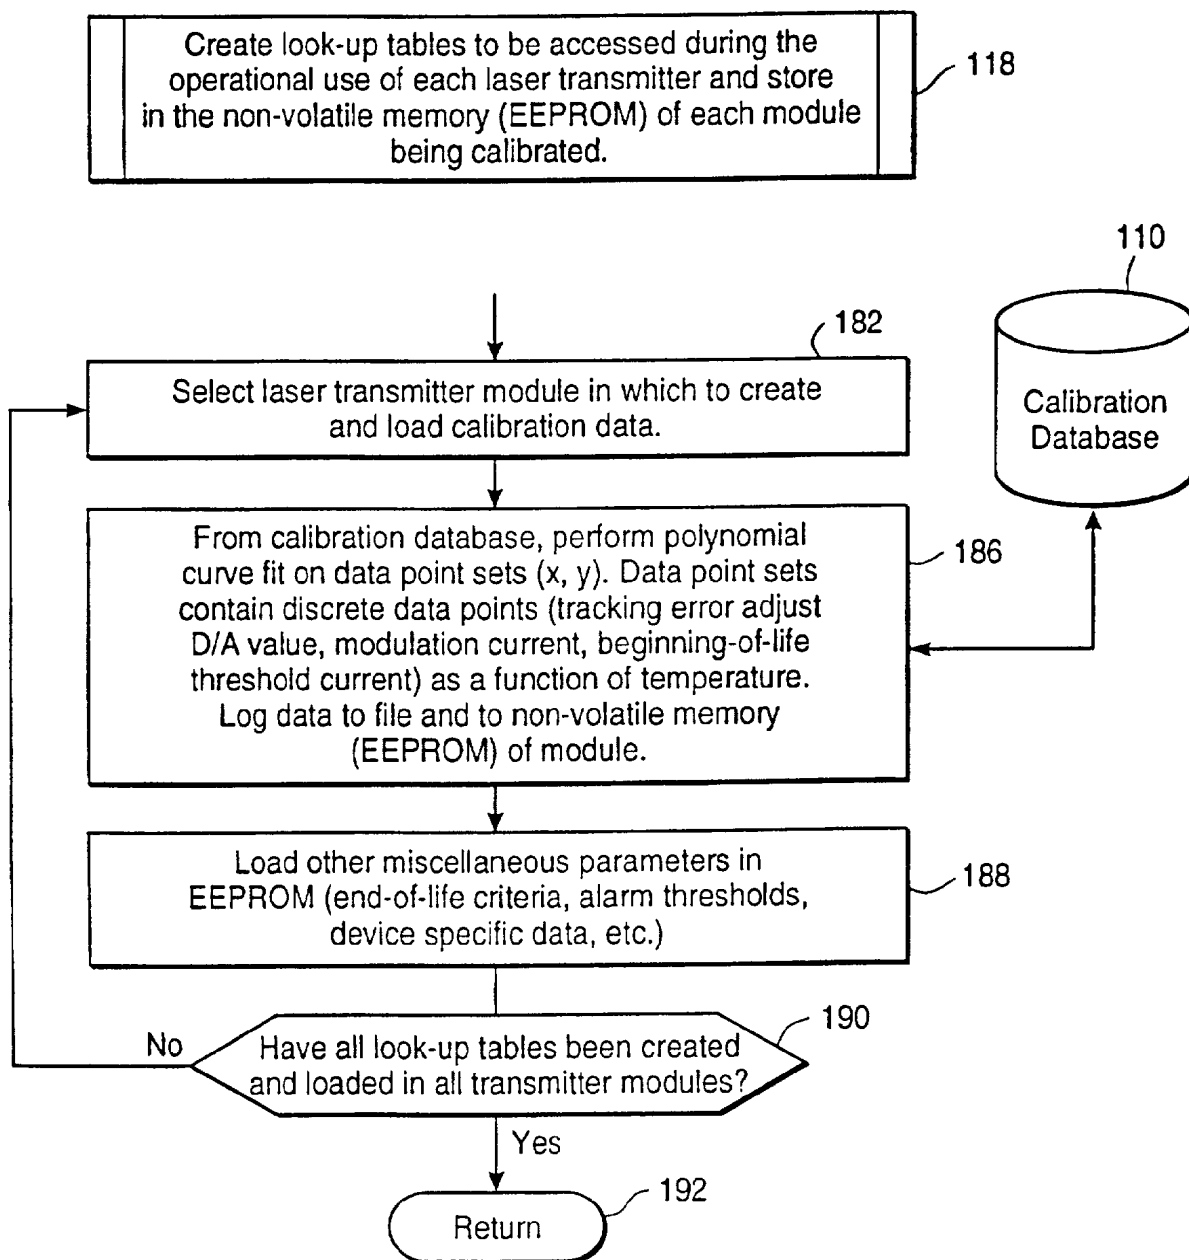 Create look-up tables to be accessed during the
operational use of each laser transmitter and store
in the non-volatile memory (EEPROM) of each module
being calibrated.
118
110
182
Select laser transmitter module in which to create
and load calibration data.
Calibration
Database
From calibration database, perform polynomial
curve fit on data point sets (x, y). Data point sets
contain discrete data points (tracking error adjust
D/A value, modulation current, beginning-of-life
threshold current) as a function of temperature.
Log data to file and to non-volatile memory
(EEPROM) of module.
186
Load other miscellaneous parameters in
EEPROM (end-of-life criteria, alarm thresholds,
device specific data, etc.)
188
190
No
Have all look-up tables been created
and loaded in all transmitter modules?
Yes
192
Return